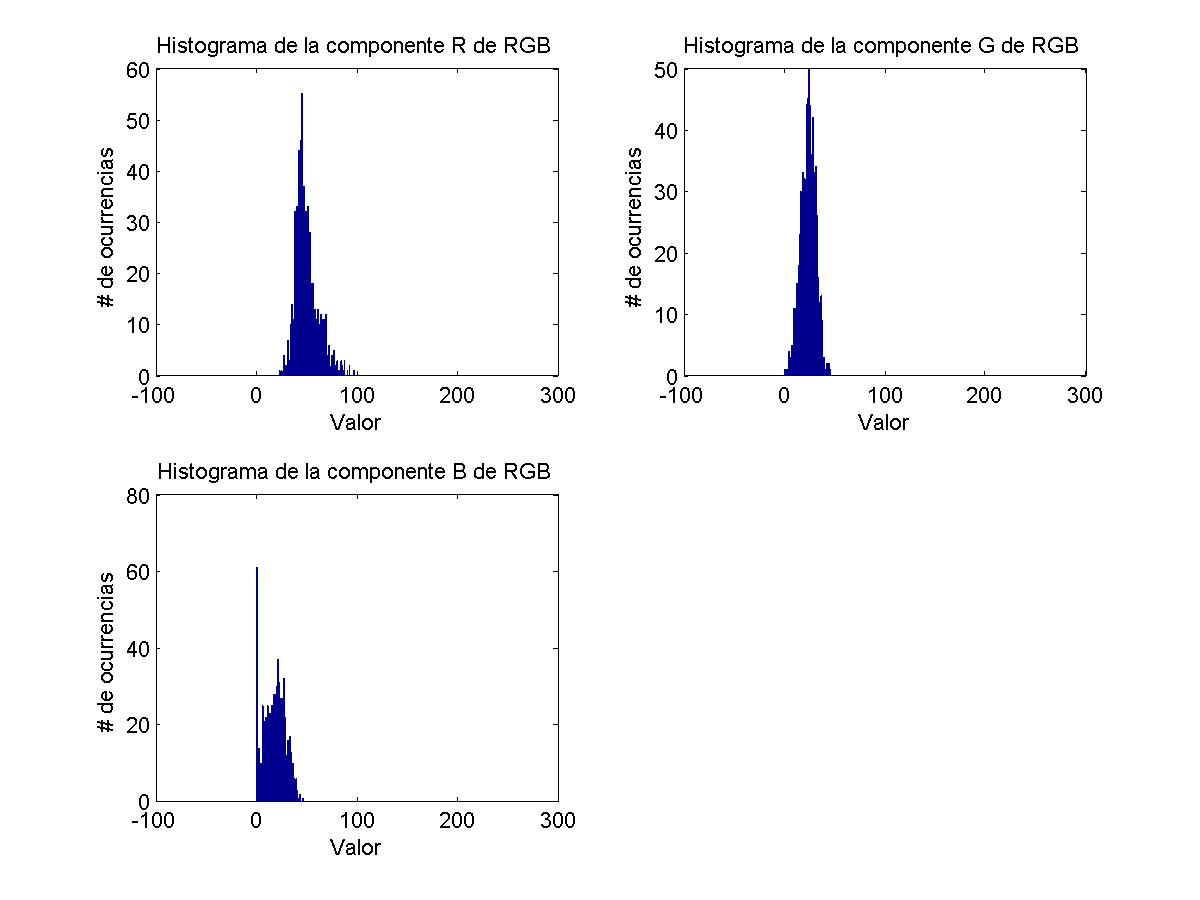 Histograma de la componente R de RGB
60
50
40
30
20
10
0
# de ocurrencias
-100 0 100 200 300
Valor
Histograma de la componente G de RGB
50
40
30
20
10
0
# de ocurrencias
-100 0 100 200 300
Valor
Histograma de la componente B de RGB
80
60
40
20
0
# de ocurrencias
-100 0 100 200 300
Valor